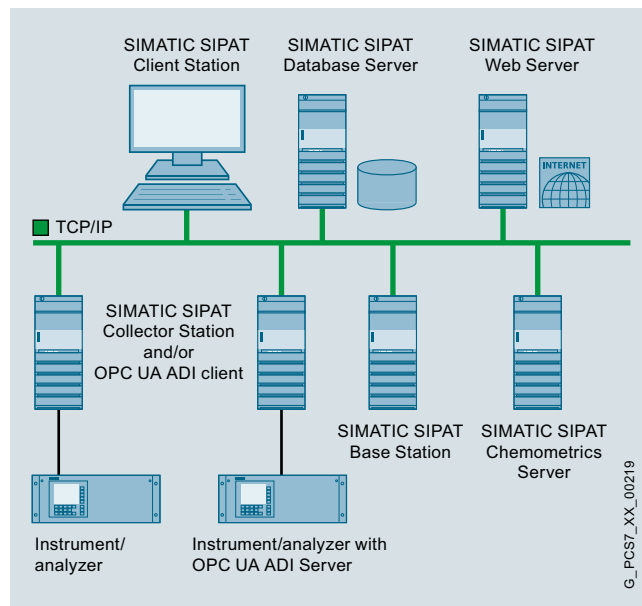 SIMATIC SIPAT
Client Station
SIMATIC SIPAT
Database Server
SIMATIC SIPAT
Web Server
INTERNET
TCP/IP
SIMATIC SIPAT
Collector Station
and/or
OPC UA ADI client
SIMATIC SIPAT
Base Station
SIMATIC SIPAT
Chemometrics
Server
Instrument/
analyzer
Instrument/analyzer with
OPC UA ADI Server
G_PCS7_XX_00219